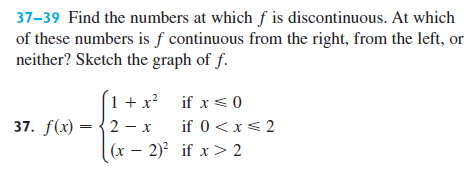 37–39 Find the numbers at which f is discontinuous. At which
of these numbers is f continuous from the right, from the left, or
neither? Sketch the graph of f.
1 + x² if x ≤ 0
37. f(x) = { 2 − x if 0 < x ≤ 2
(x − 2)² if x > 2